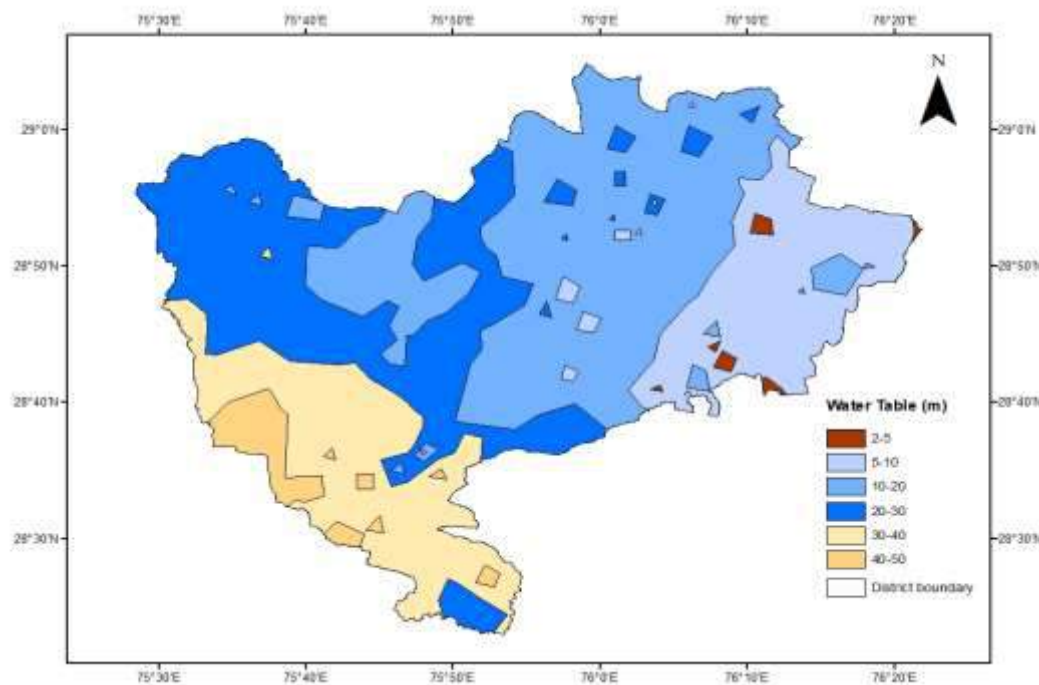 75°30'E 75°40'E 75°50'E 76°0'E 76°10'E 76°20'E
N
29°0'N 29°0'N
28°50'N 28°50'N
28°40'N 28°40'N
Water Table (m)
2-5
5-10
10-20
20-30
28°30'N 28°30'N
30-40
40-50
District boundary
75°30'E 75°40'E 75°50'E 76°0'E 76°10'E 76°20'E